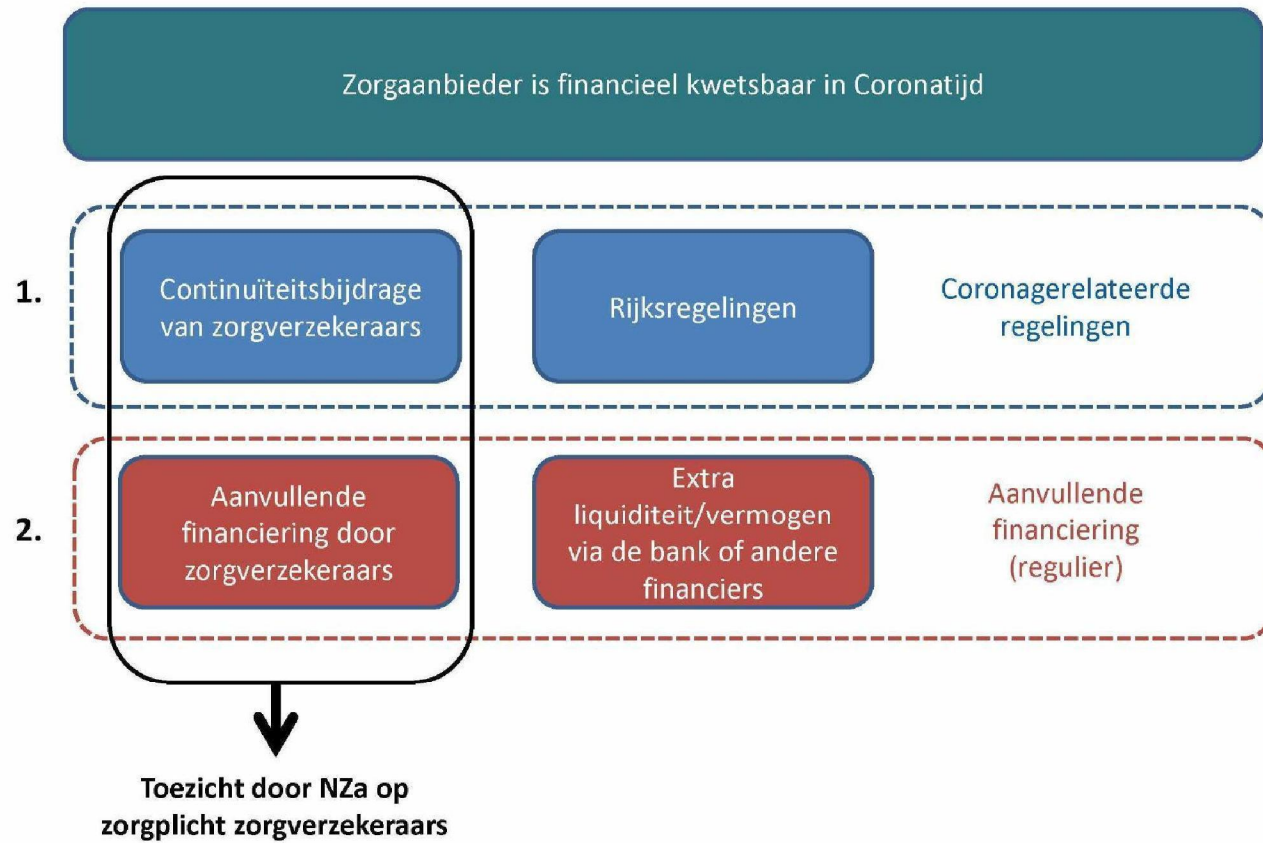 Zorgaanbieder is financieel kwetsbaar in Coronatijd
1.
Continuïteitsbijdrage
van zorgverzekeraars
Rijksregelingen
Coronagerelateerde
regelingen
2.
Aanvullende
financiering door
zorgverzekeraars
Extra
liquiditeit/vermogen
via de bank of andere
financiers
Aanvullende
financiering
(regulier)
Toezicht door NZa op
zorgplicht zorgverzekeraars